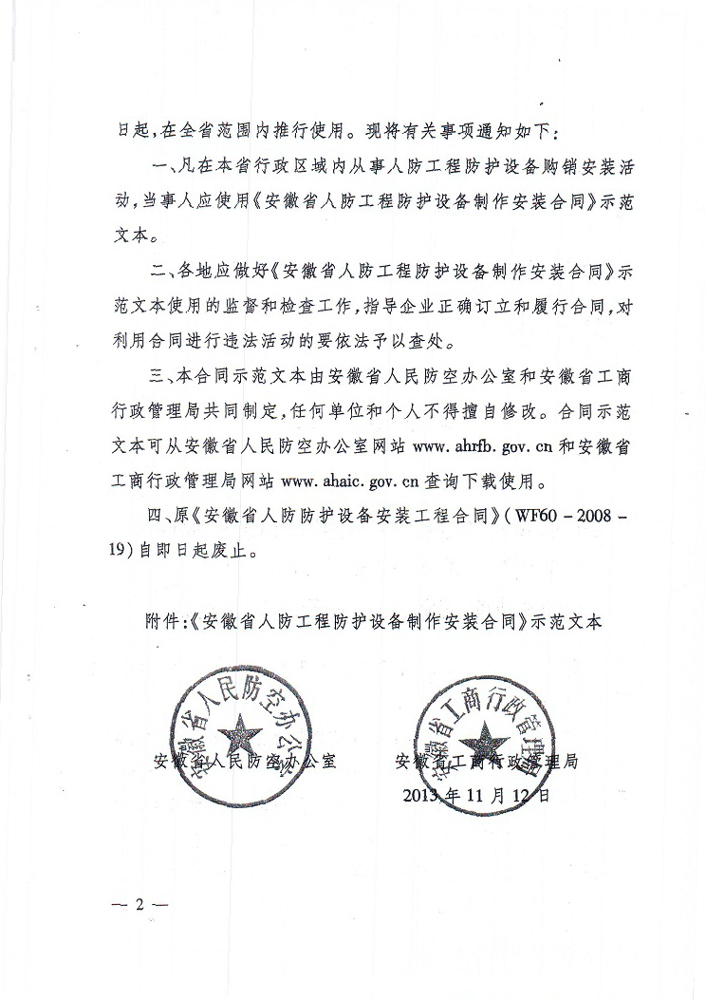 日起,在全省范围内推行使用。现将有关事项通知如下:
一、凡在本省行政区域内从事人防工程防护设备购销安装活
动,当事人应使用《安徽省人防工程防护设备制作安装合同》示范
文本。
二、各地应做好《安徽省人防工程防护设备制作安装合同》示
范文本使用的监督和检查工作,指导企业正确订立和履行合同,对
利用合同进行违法活动的要依法予以查处。
三、本合同示范文本由安徽省人民防空办公室和安徽省工商
行政管理局共同制定,任何单位和个人不得擅自修改。合同示范
文本可从安徽省人民防空办公室网站 www.ahrfb.gov.cn 和安徽省
工商行政管理局网站 www.ahaic.gov.cn 查询下载使用。
四、原《安徽省人防防护设备安装工程合同》(WF60-2008-
19)自即日起废止。
附件:《安徽省人防工程防护设备制作安装合同》示范文本
安徽省人民防空办公室
安徽省工商行政管理局
安徽省人民防空办公室
安徽省工商行政管理局
2013年11月12日
— 2 —